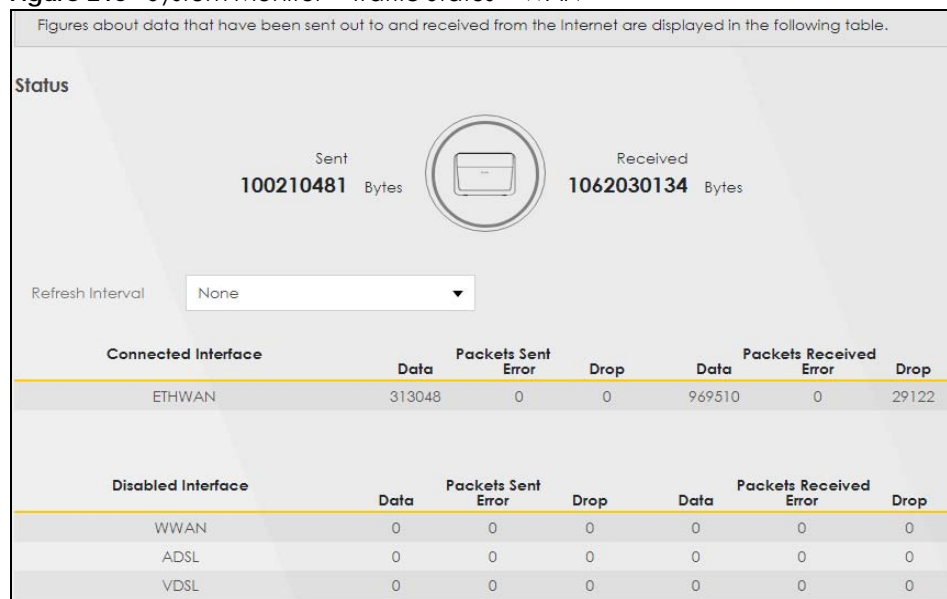 Figures about data that have been sent out to and received from the Internet are displayed in the following table.
Status
Sent
100210481 Bytes
Received
1062030134 Bytes
Refresh Interval None
Connected Interface Packets Sent Packets Received
Data Error Drop Data Error Drop
ETHWAN 313048 0 0 969510 0 29122
Disabled Interface Packets Sent Packets Received
Data Error Drop Data Error Drop
WWAN 0 0 0 0 0 0
ADSL 0 0 0 0 0 0
VDSL 0 0 0 0 0 0